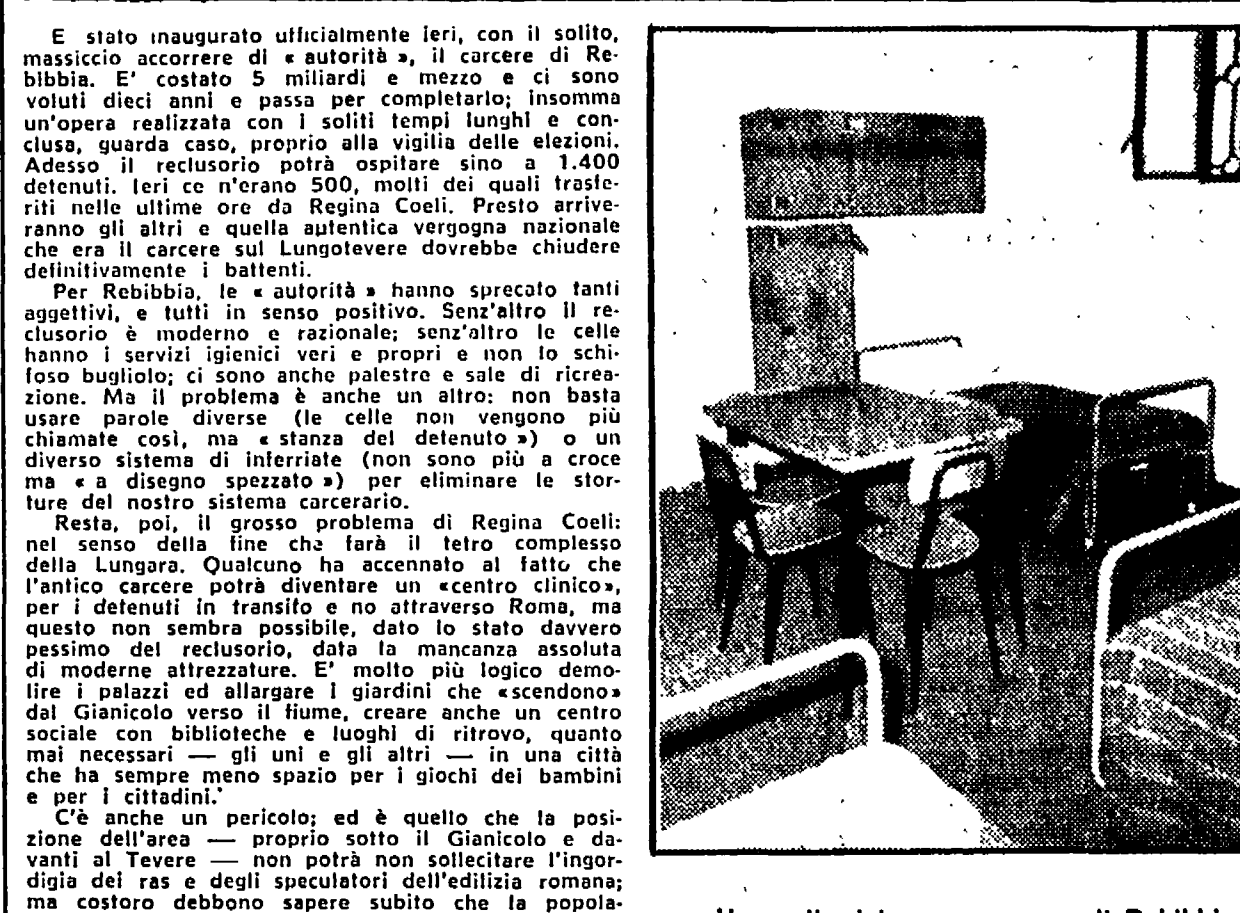 E stato inaugurato ufficialmente ieri, con il solito,
massiccio accorrere di « autorità », il carcere di Re-
bibbia. E' costato 5 miliardi e mezzo e ci sono
voluti dieci anni e passa per completarlo; insomma
un'opera realizzata con i soliti tempi lunghi e con-
clusa, guarda caso, proprio alla vigilia delle elezioni.
Adesso il reclusorio potrà ospitare sino a 1.400
detenuti. Ieri ce n'erano 500, molti dei quali trasfe-
riti nelle ultime ore da Regina Coeli. Presto arrive-
ranno gli altri e quella autentica vergogna nazionale
che era il carcere sul Lungotevere dovrebbe chiudere
definitivamente i battenti.
Per Rebibbia, le « autorità » hanno sprecato tanti
aggettivi, e tutti in senso positivo. Senz'altro il re-
clusorio è moderno e razionale; senz'altro le celle
hanno i servizi igienici veri e propri e non lo schi-
foso bugliolo; ci sono anche palestre e sale di ricrea-
zione. Ma il problema è anche un altro: non basta
usare parole diverse (le celle non vengono più
chiamate così, ma « stanza del detenuto ») o un
diverso sistema di inferriate (non sono più a croce
ma « a disegno spezzato ») per eliminare le stor-
ture del nostro sistema carcerario.
Resta, poi, il grosso problema di Regina Coeli:
nel senso della fine che farà il tetro complesso
della Lungara. Qualcuno ha accennato al fatto che
l'antico carcere potrà diventare un «centro clinico»,
per i detenuti in transito e no attraverso Roma, ma
questo non sembra possibile, dato lo stato davvero
pessimo del reclusorio, data la mancanza assoluta
di moderne attrezzature. E' molto più logico demo-
lire i palazzi ed allargare i giardini che «scendono»
dal Gianicolo verso il fiume, creare anche un centro
sociale con biblioteche e luoghi di ritrovo, quanto
mai necessari — gli uni e gli altri — in una città
che ha sempre meno spazio per i giochi dei bambini
e per i cittadini.
C'è anche un pericolo; ed è quello che la posi-
zione dell'area — proprio sotto il Gianicolo e da-
vanti al Tevere — non potrà non sollecitare l'ingor-
digia dei ras e degli speculatori dell'edilizia romana;
ma costoro debbono sapere subito che la popola-